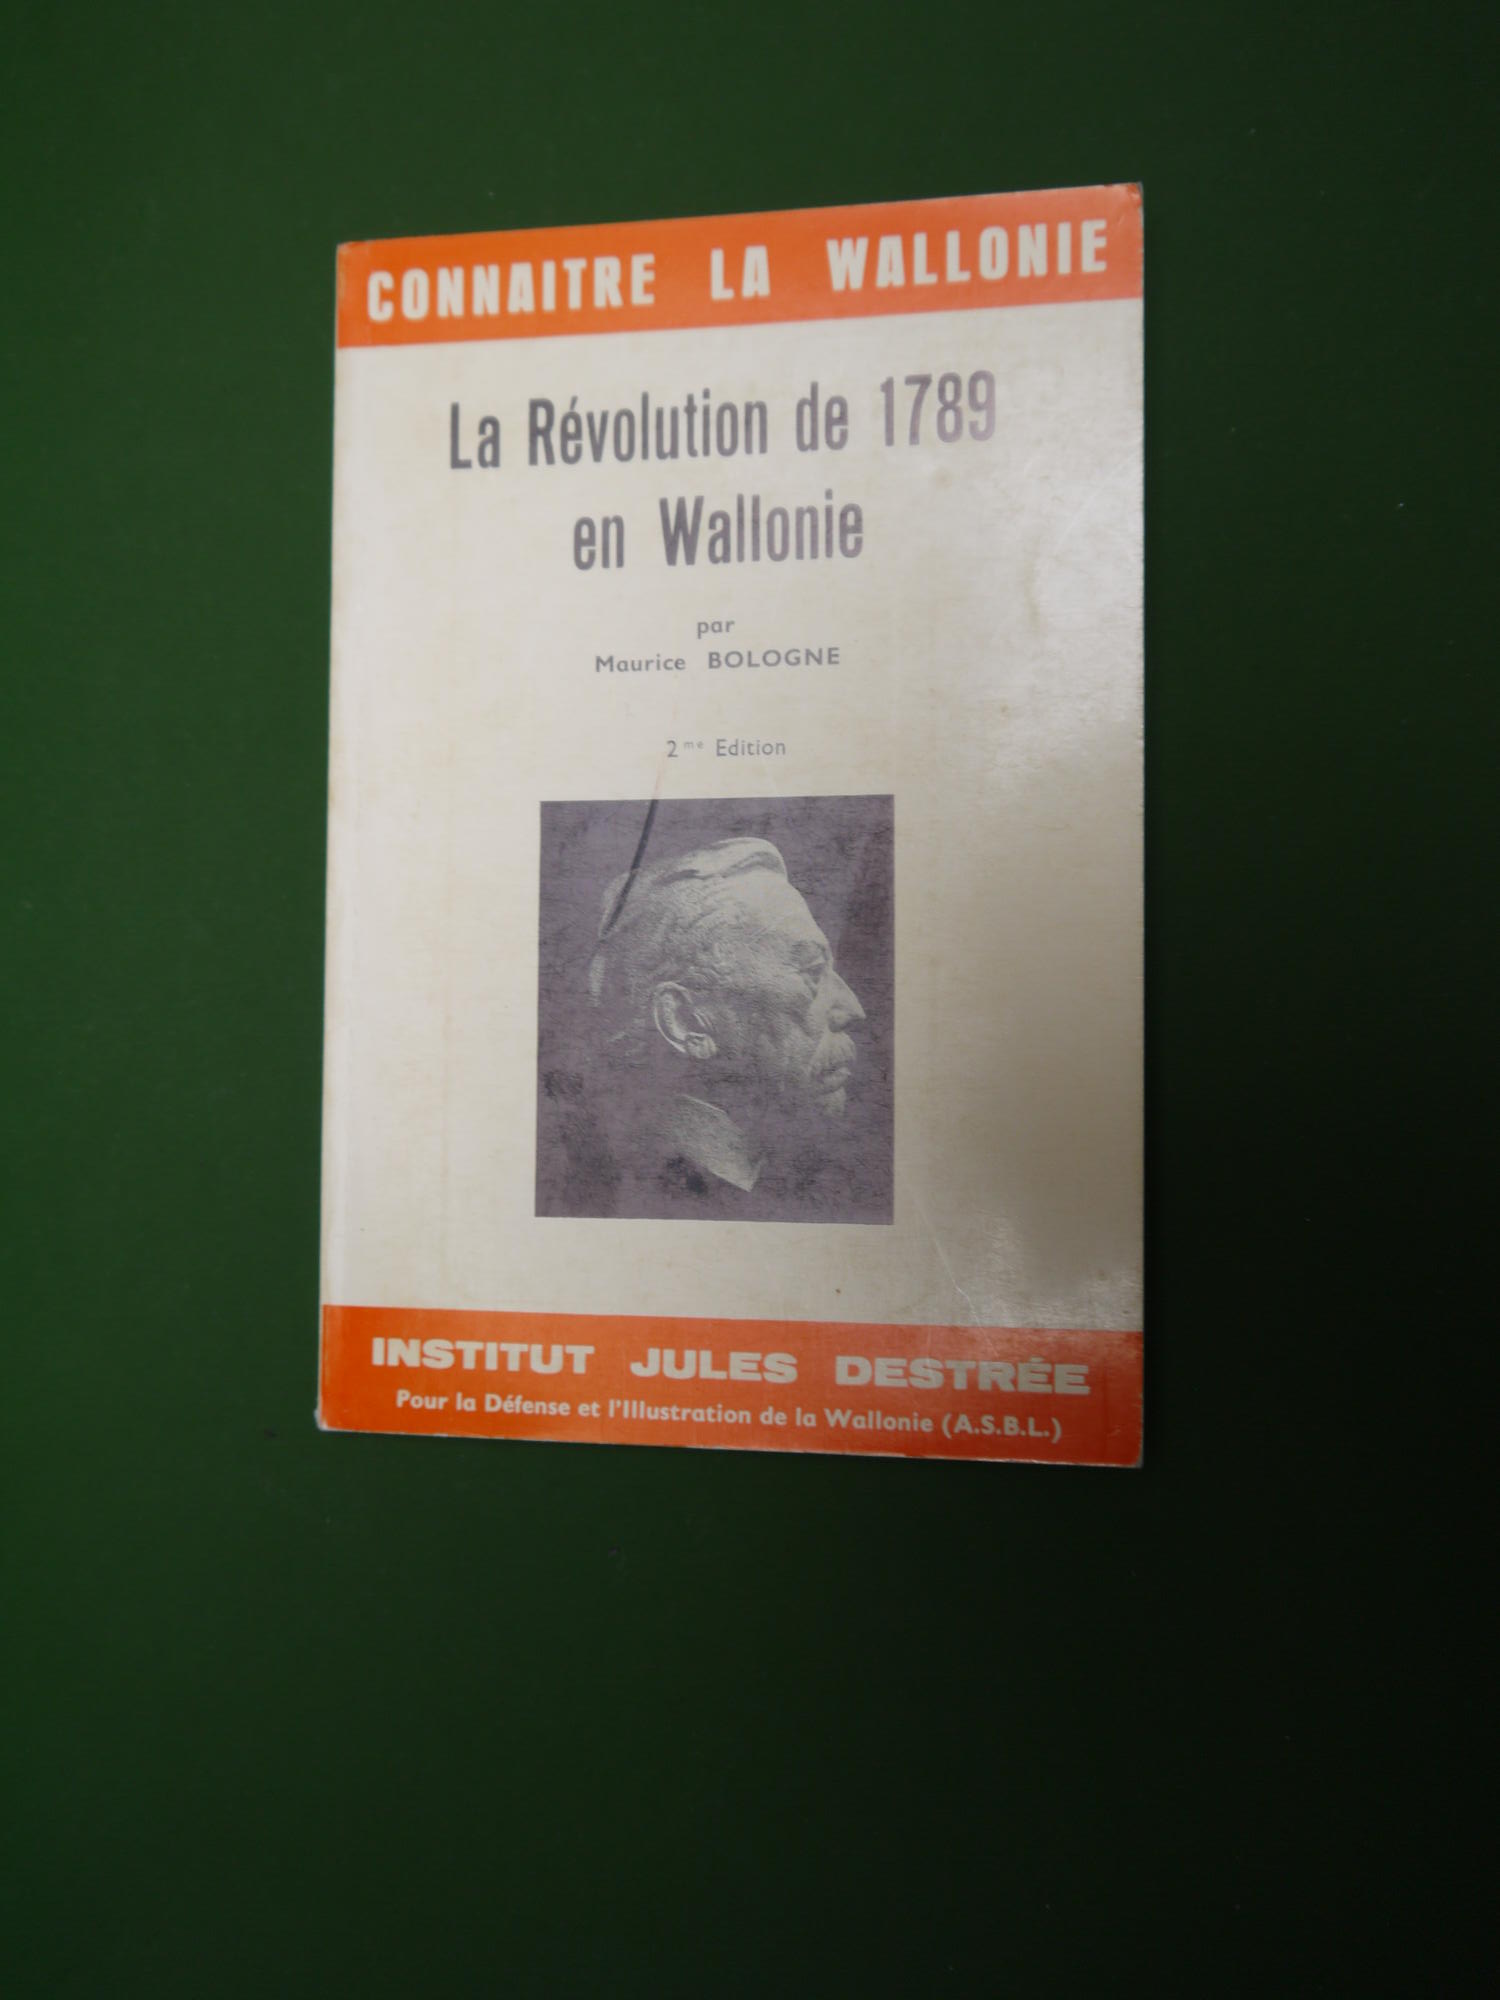 CONNAITRE LA WALLONIE
La Révolution de 1789
en Wallonie
par
Maurice BOLOGNE
2me Edition
INSTITUT JULES DESTRÉE
Pour la Défense et l'Illustration de la Wallonie (A.S.B.L.)